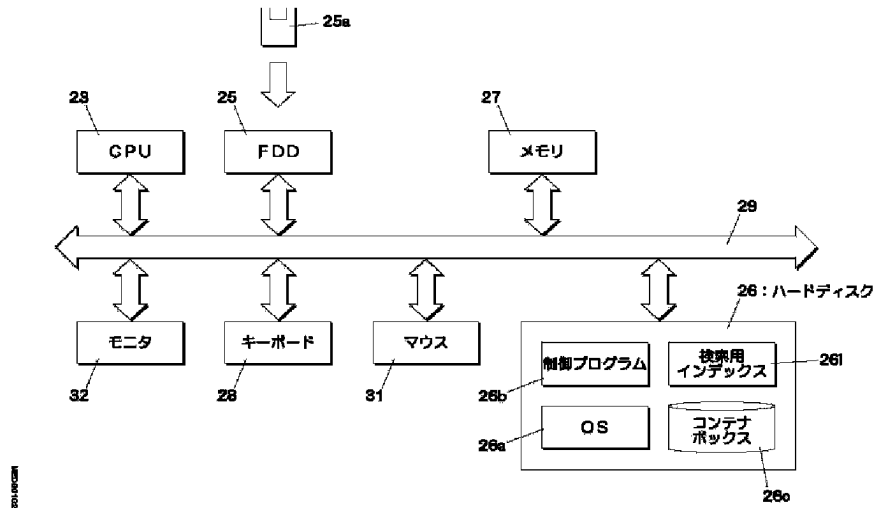 25a
23
25
27
CPU
FDD
メモリ
29
26：ハードディスク
モニタ
キーボード
マウス
制御プログラム
検索用
インデックス
26i
32
28
31
26b
OS
コンテナ
ボックス
26a
26c